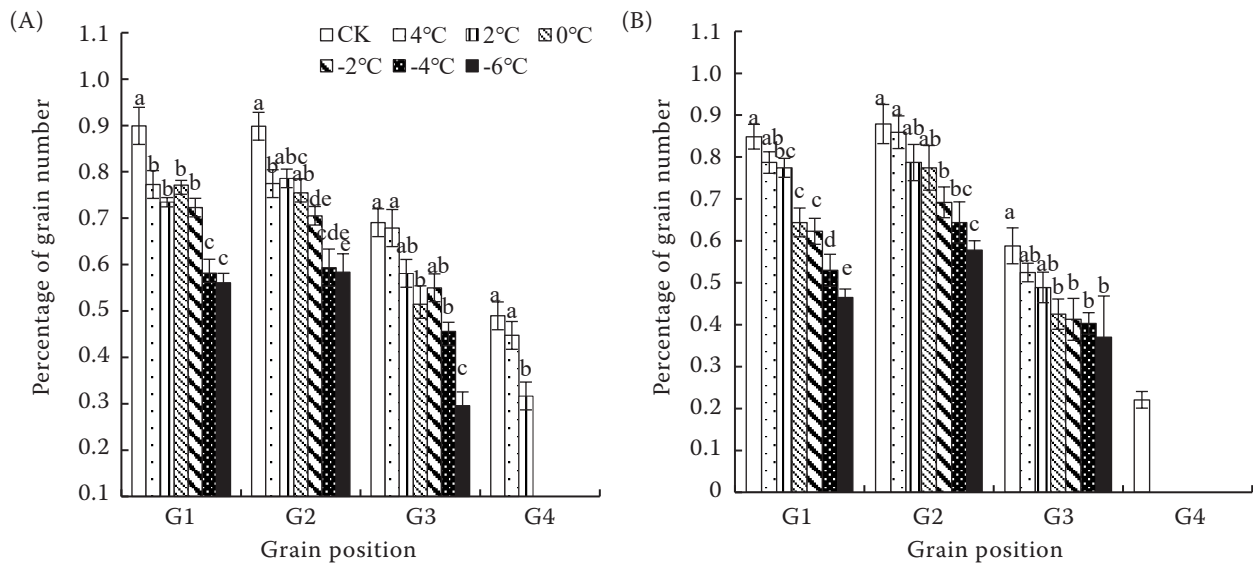 (A)
Percentage of grain number
1.1
1.0
0.9
0.8
0.7
0.6
0.5
0.4
0.3
0.2
0.1
CK 4°C 2°C 0°C
-2°C -4°C -6°C
a
b
b
b
b
c
c
a
b
abc
ab
de
cde
e
a
a
ab
b
ab
b
c
a
a
b
G1 G2 G3 G4
Grain position
(B)
Percentage of grain number
1.1
1.0
0.9
0.8
0.7
0.6
0.5
0.4
0.3
0.2
0.1
0
a
ab
bc
c
c
d
e
a
a
ab
ab
b
bc
c
a
ab
ab
b
b
b
b
G1 G2 G3 G4
Grain position